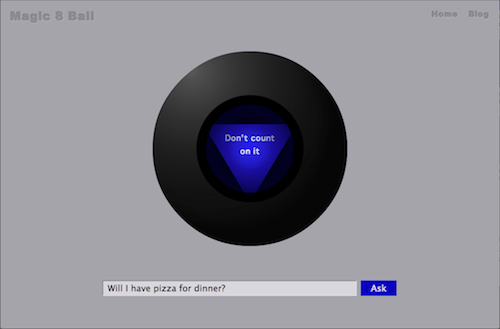 Magic 8 Ball
Home Blog
Don't count
on it
Will I have pizza for dinner?
Ask